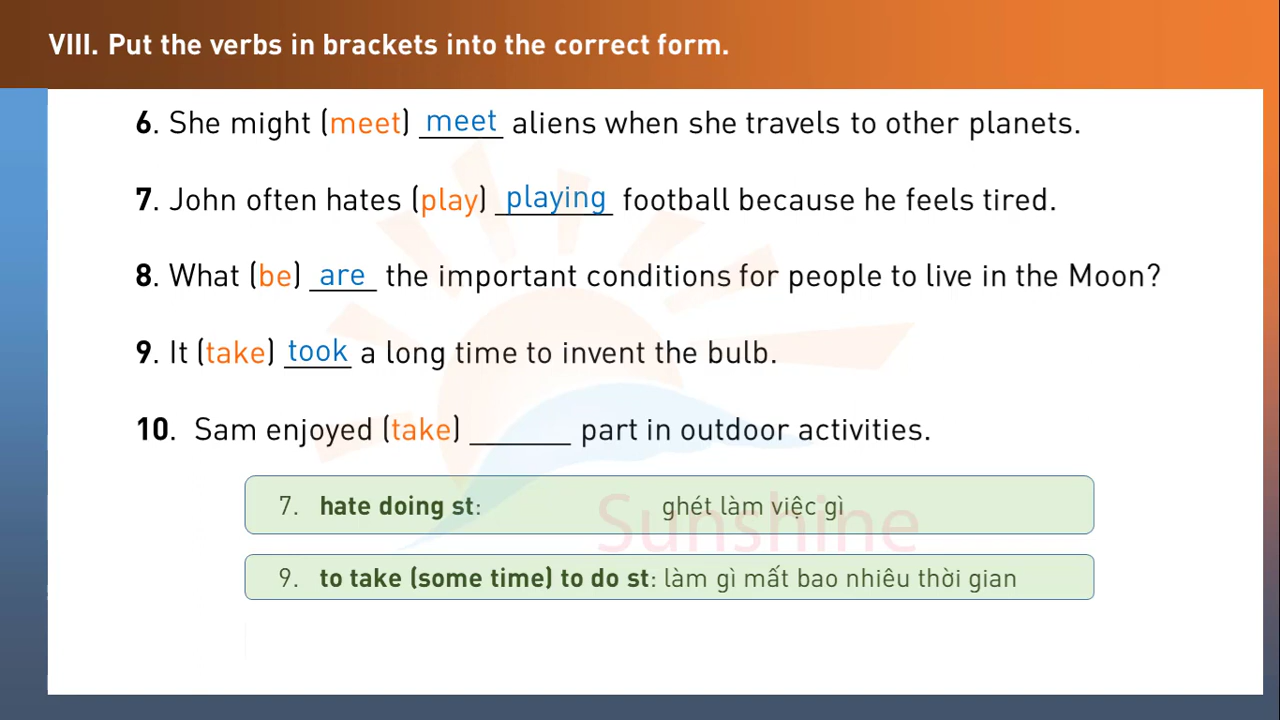 VIII. Put the verbs in brackets into the correct form.
6. She might (meet) meet aliens when she travels to other planets.
7. John often hates (play) playing football because he feels tired.
8. What (be) are the important conditions for people to live in the Moon?
9. It (take) took a long time to invent the bulb.
10. Sam enjoyed (take) ______ part in outdoor activities.
7. hate doing st: ghét làm việc gì
Sunshine
9. to take (some time) to do st: làm gì mất bao nhiêu thời gian